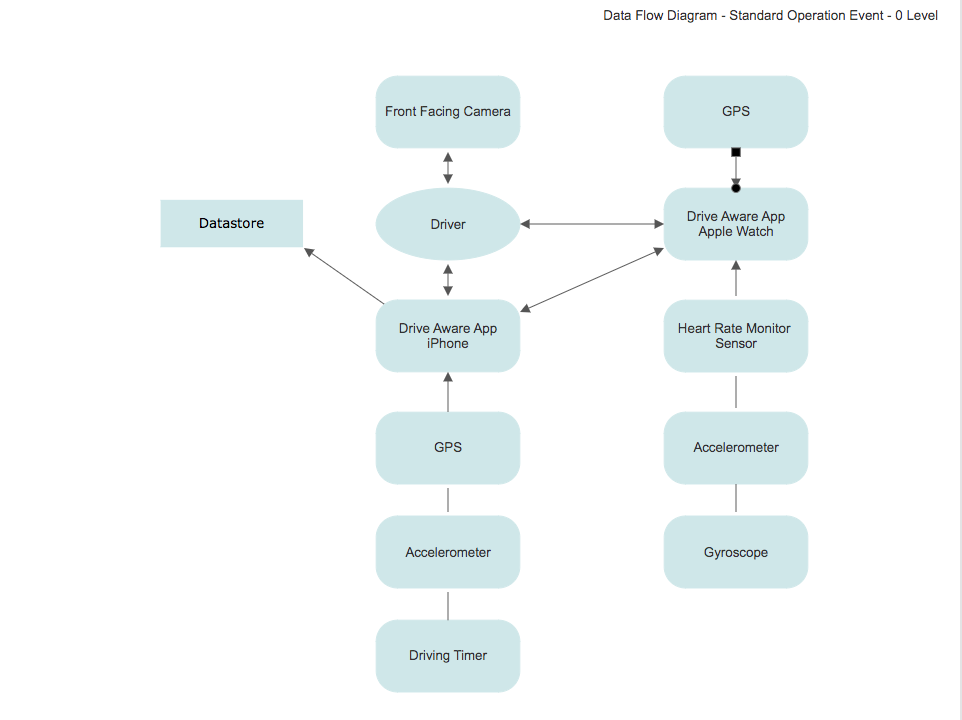 Data Flow Diagram - Standard Operation Event - 0 Level
Front Facing Camera
GPS
Datastore
Driver
Drive Aware App
Apple Watch
Drive Aware App
iPhone
Heart Rate Monitor
Sensor
GPS
Accelerometer
Accelerometer
Gyroscope
Driving Timer